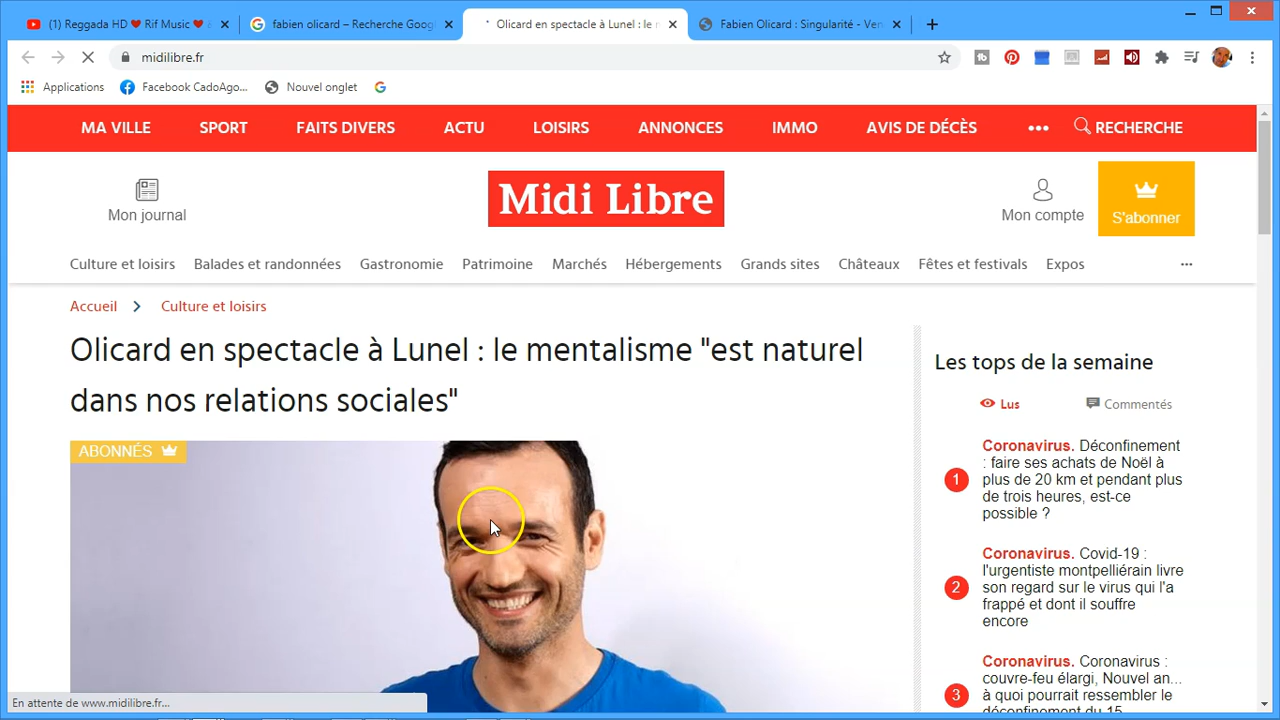 (1) Reggada HD ❤ Rif Music ❤
fabien olicard – Recherche Goog
Olicard en spectacle à Lunel : le
Fabien Olicard : Singularité - Ven
midilibre.fr
Applications
Facebook CadoAgo...
Nouvel onglet
MA VILLE SPORT FAITS DIVERS ACTU LOISIRS ANNONCES IMMO AVIS DE DÉCÈS ••• RECHERCHE
Mon journal
Midi Libre
Mon compte
S'abonner
Culture et loisirs Balades et randonnées Gastronomie Patrimoine Marchés Hébergements Grands sites Châteaux Fêtes et festivals Expos ...
Accueil > Culture et loisirs
Olicard en spectacle à Lunel : le mentalisme "est naturel
dans nos relations sociales"
ABONNÉS
Les tops de la semaine
Lus
Commentés
1
Coronavirus. Déconfinement
: faire ses achats de Noël à
plus de 20 km et pendant plus
de trois heures, est-ce
possible ?
2
Coronavirus. Covid-19 :
l'urgentiste montpelliérain livre
son regard sur le virus qui l'a
frappé et dont il souffre
encore
3
Coronavirus. Coronavirus :
couvre-feu élargi, Nouvel an...
à quoi pourrait ressembler le
déconfinement du 15
En attente de www.midilibre.fr...